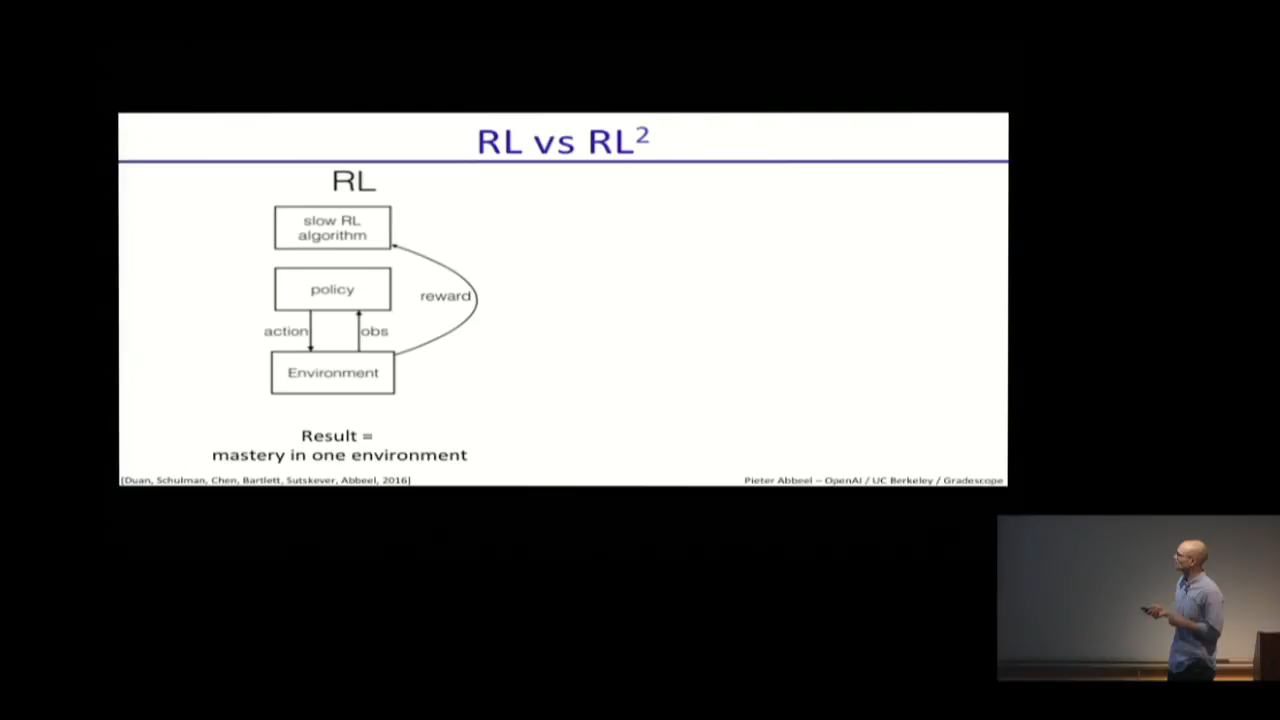 RL vs RL²
RL
slow RL
algorithm
policy
reward
action
obs
Environment
Result =
mastery in one environment
[Duan, Schulman, Chen, Bartlett, Sutskever, Abbeel, 2016]
Pieter Abbeel – OpenAI / UC Berkeley / Gradescope